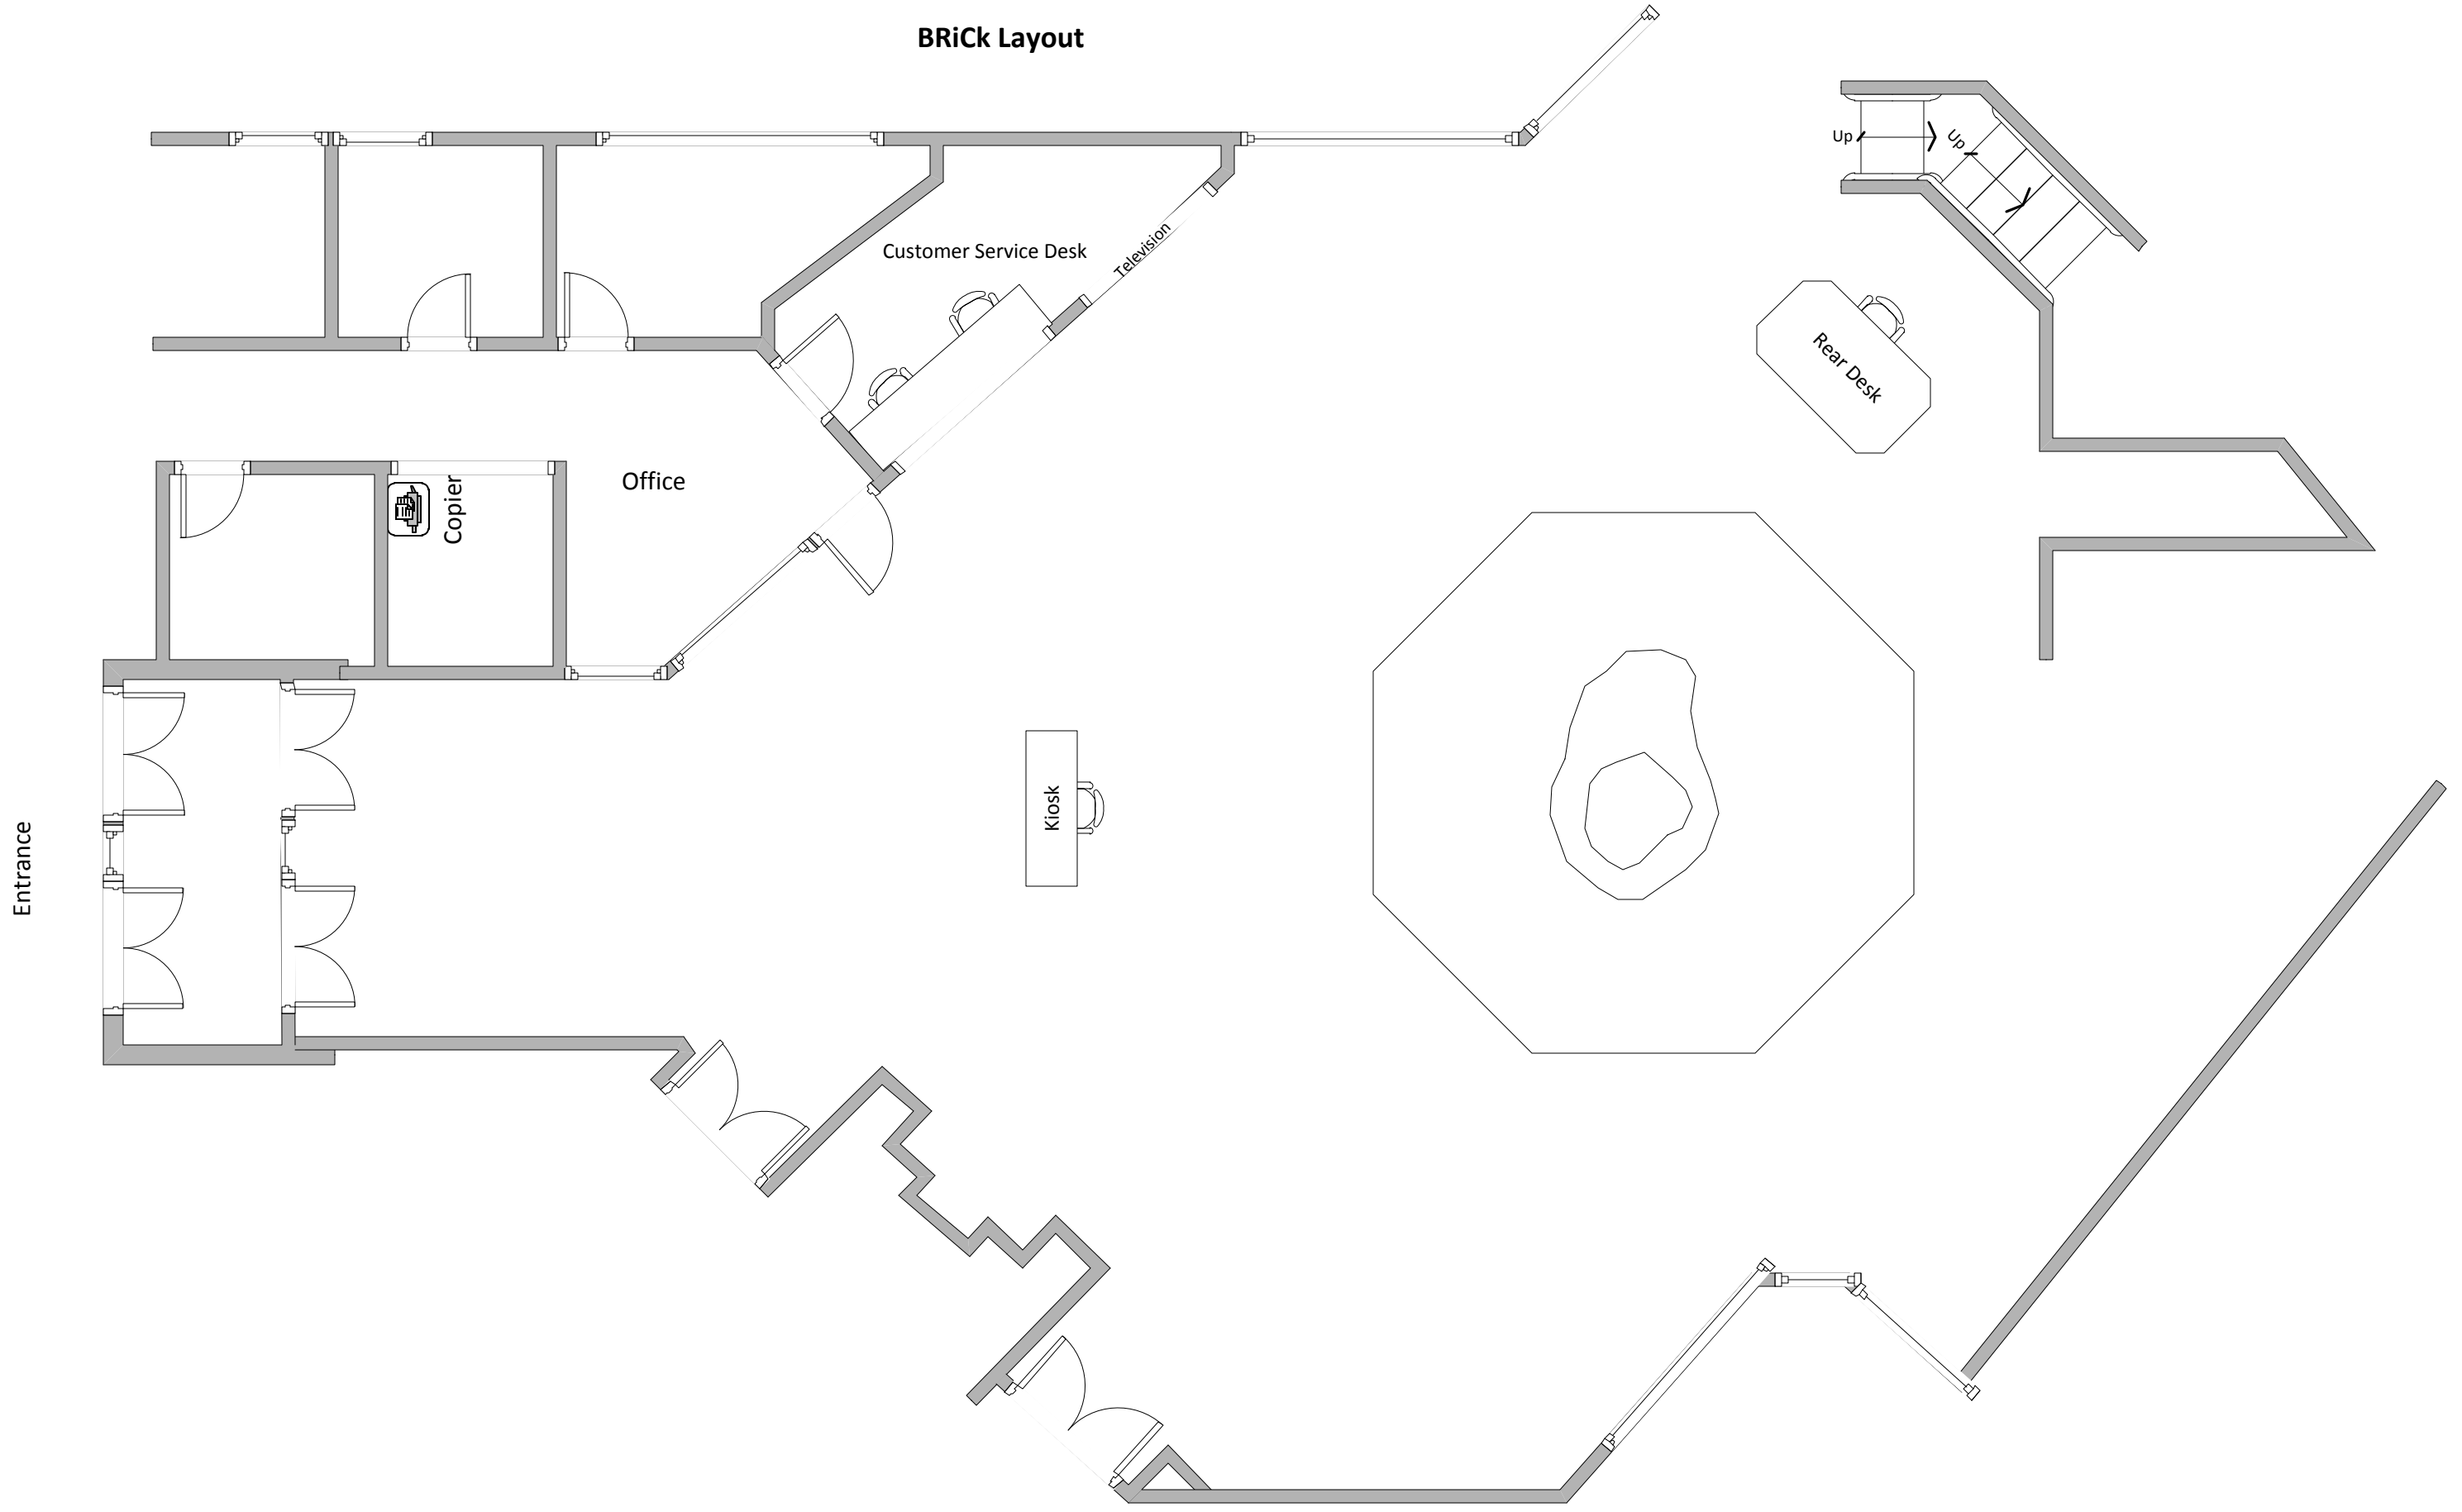 BRiCk Layout
Up
Up
Customer Service Desk
Television
Rear Desk
Office
Copier
Kiosk
Entrance